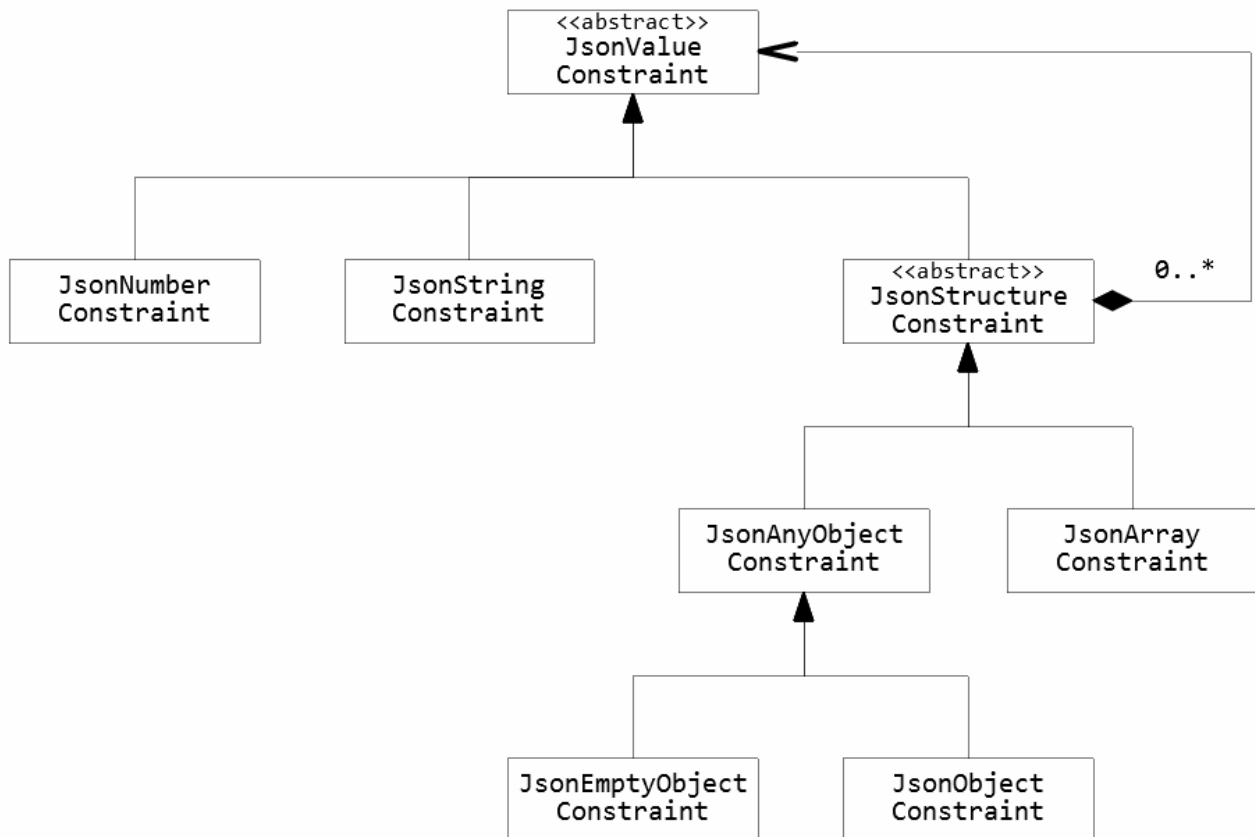 <<abstract>>
JsonValue
Constraint
JsonNumber
Constraint
JsonString
Constraint
<<abstract>>
JsonStructure
Constraint
0..*
JsonAnyObject
Constraint
JsonArray
Constraint
JsonEmptyObject
Constraint
JsonObject
Constraint